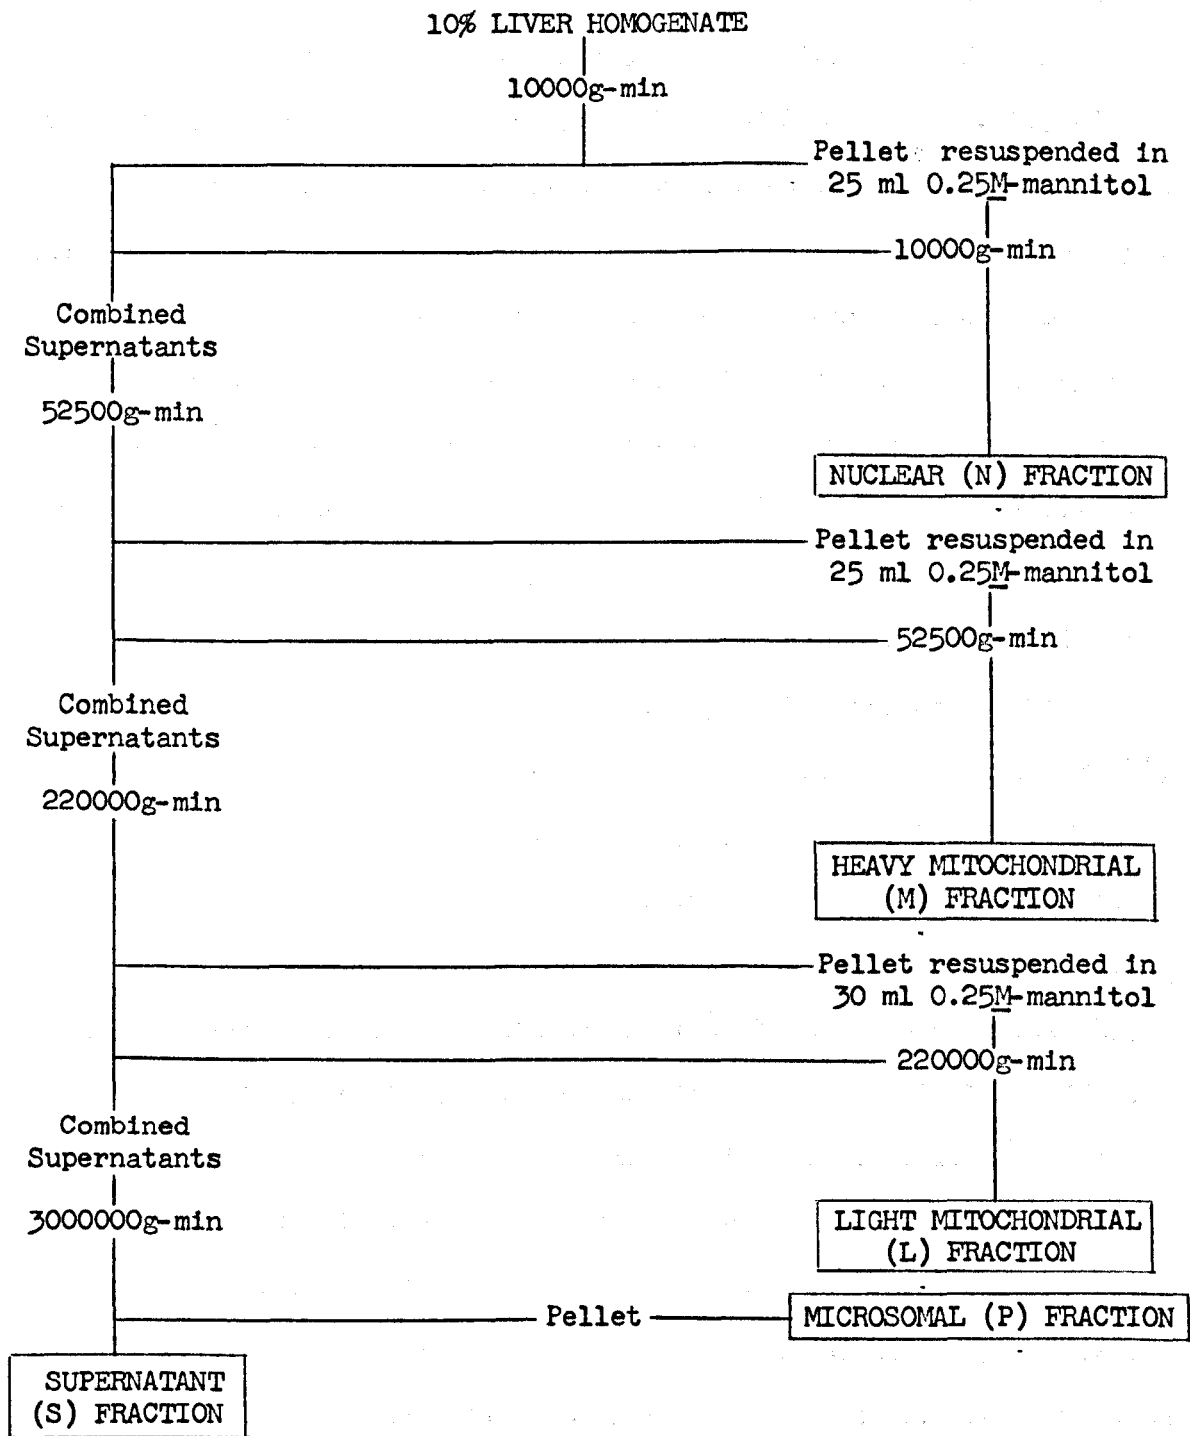 10% LIVER HOMOGENATE
10000g-min
Pellet resuspended in
25 ml 0.25M-mannitol
10000g-min
Combined
Supernatants
52500g-min
NUCLEAR (N) FRACTION
Pellet resuspended in
25 ml 0.25M-mannitol
52500g-min
Combined
Supernatants
220000g-min
HEAVY MITOCHONDRIAL
(M) FRACTION
Pellet resuspended in
30 ml 0.25M-mannitol
220000g-min
Combined
Supernatants
3000000g-min
LIGHT MITOCHONDRIAL
(L) FRACTION
Pellet
MICROSOMAL (P) FRACTION
SUPERNATANT
(S) FRACTION